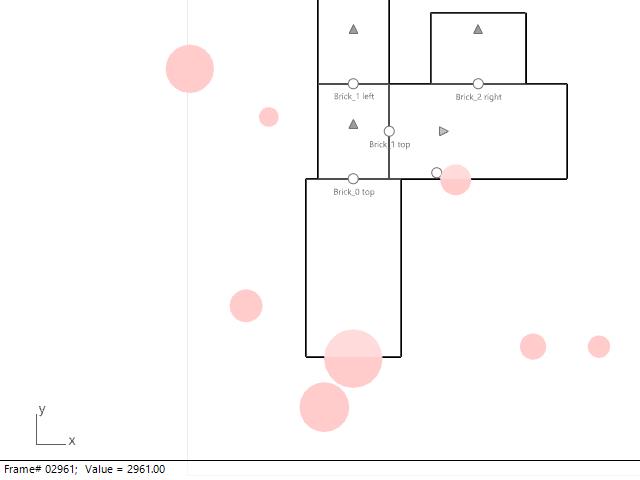 Brick_1 left
Brick_2 right
Brick_1 top
Brick_0 top
y
x
Frame# 02961; Value = 2961.00